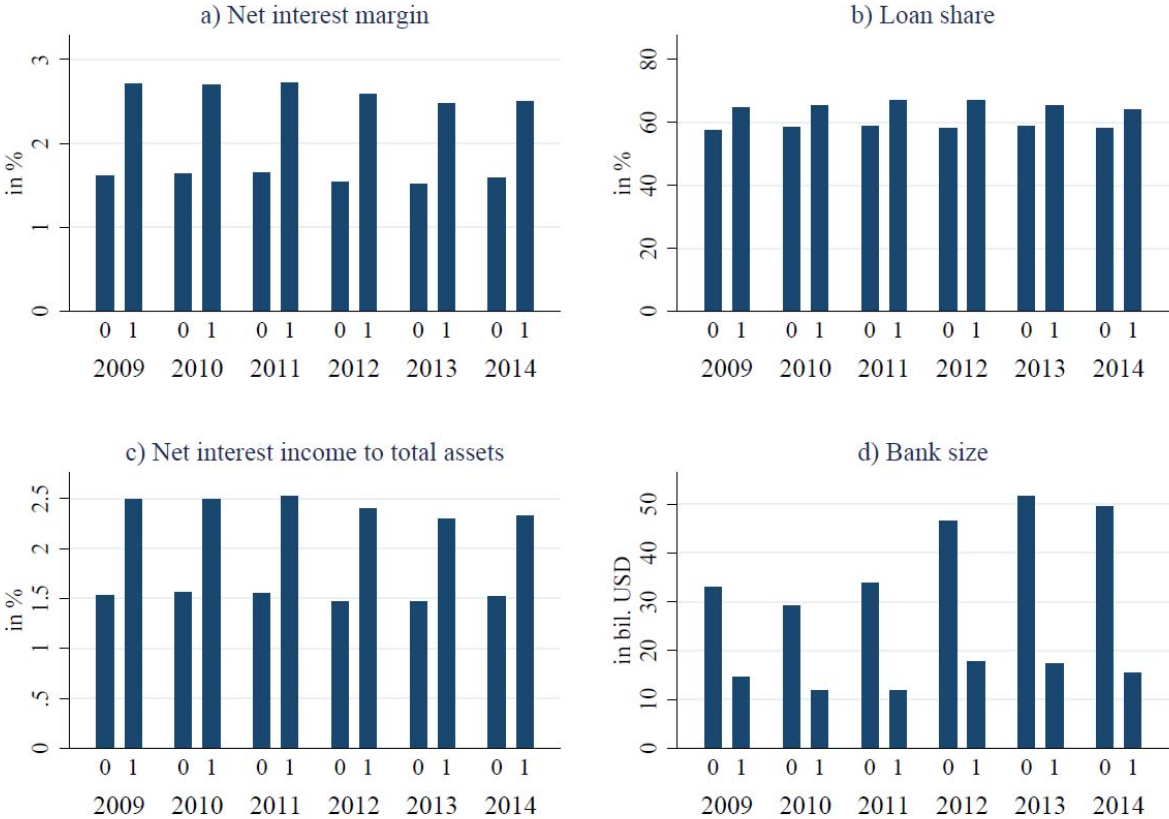 a) Net interest margin
in %
3
2
1
0
0 1 0 1 0 1 0 1 0 1 0 1
2009 2010 2011 2012 2013 2014
b) Loan share
in %
80
60
40
20
0
0 1 0 1 0 1 0 1 0 1 0 1
2009 2010 2011 2012 2013 2014
c) Net interest income to total assets
in %
2.5
2
1.5
1
.5
0
0 1 0 1 0 1 0 1 0 1 0 1
2009 2010 2011 2012 2013 2014
d) Bank size
in bil. USD
50
40
30
20
10
0
0 1 0 1 0 1 0 1 0 1 0 1
2009 2010 2011 2012 2013 2014